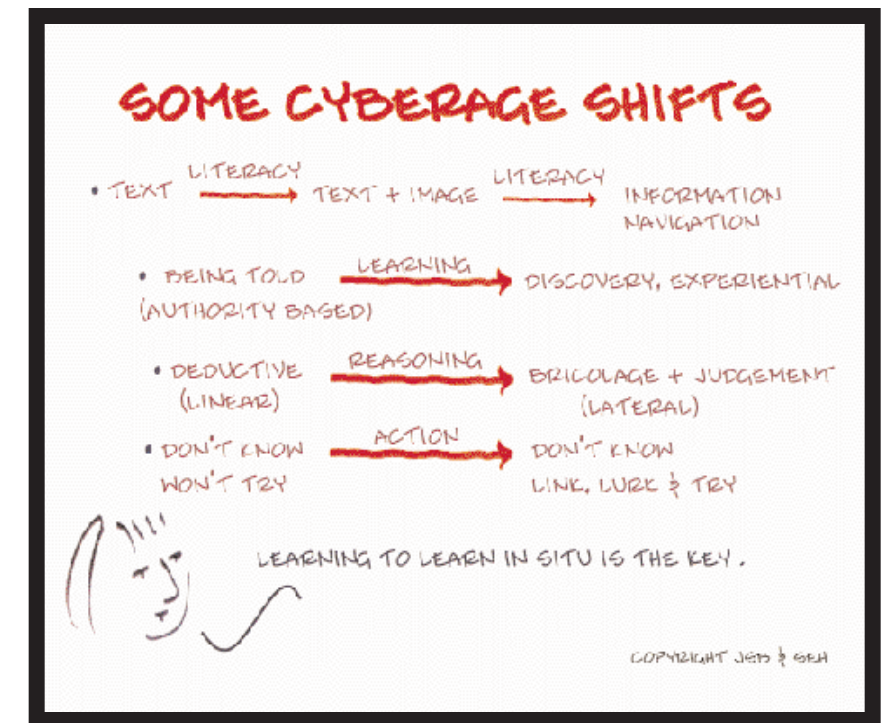 SOME CYBERAGE SHIFTS
• TEXT LITERACY TEXT + IMAGE LITERACY INFORMATION
NAVIGATION
• BEING TOLD LEARNING DISCOVERY, EXPERIENTIAL
(AUTHORITY BASED)
• DEDUCTIVE REASONING BRICOLAGE + JUDGEMENT
(LINEAR) (LATERAL)
• DON'T KNOW ACTION DON'T KNOW
WON'T TRY LINK, LURK & TRY
LEARNING TO LEARN IN SITU IS THE KEY.
COPYRIGHT JSB & SEH